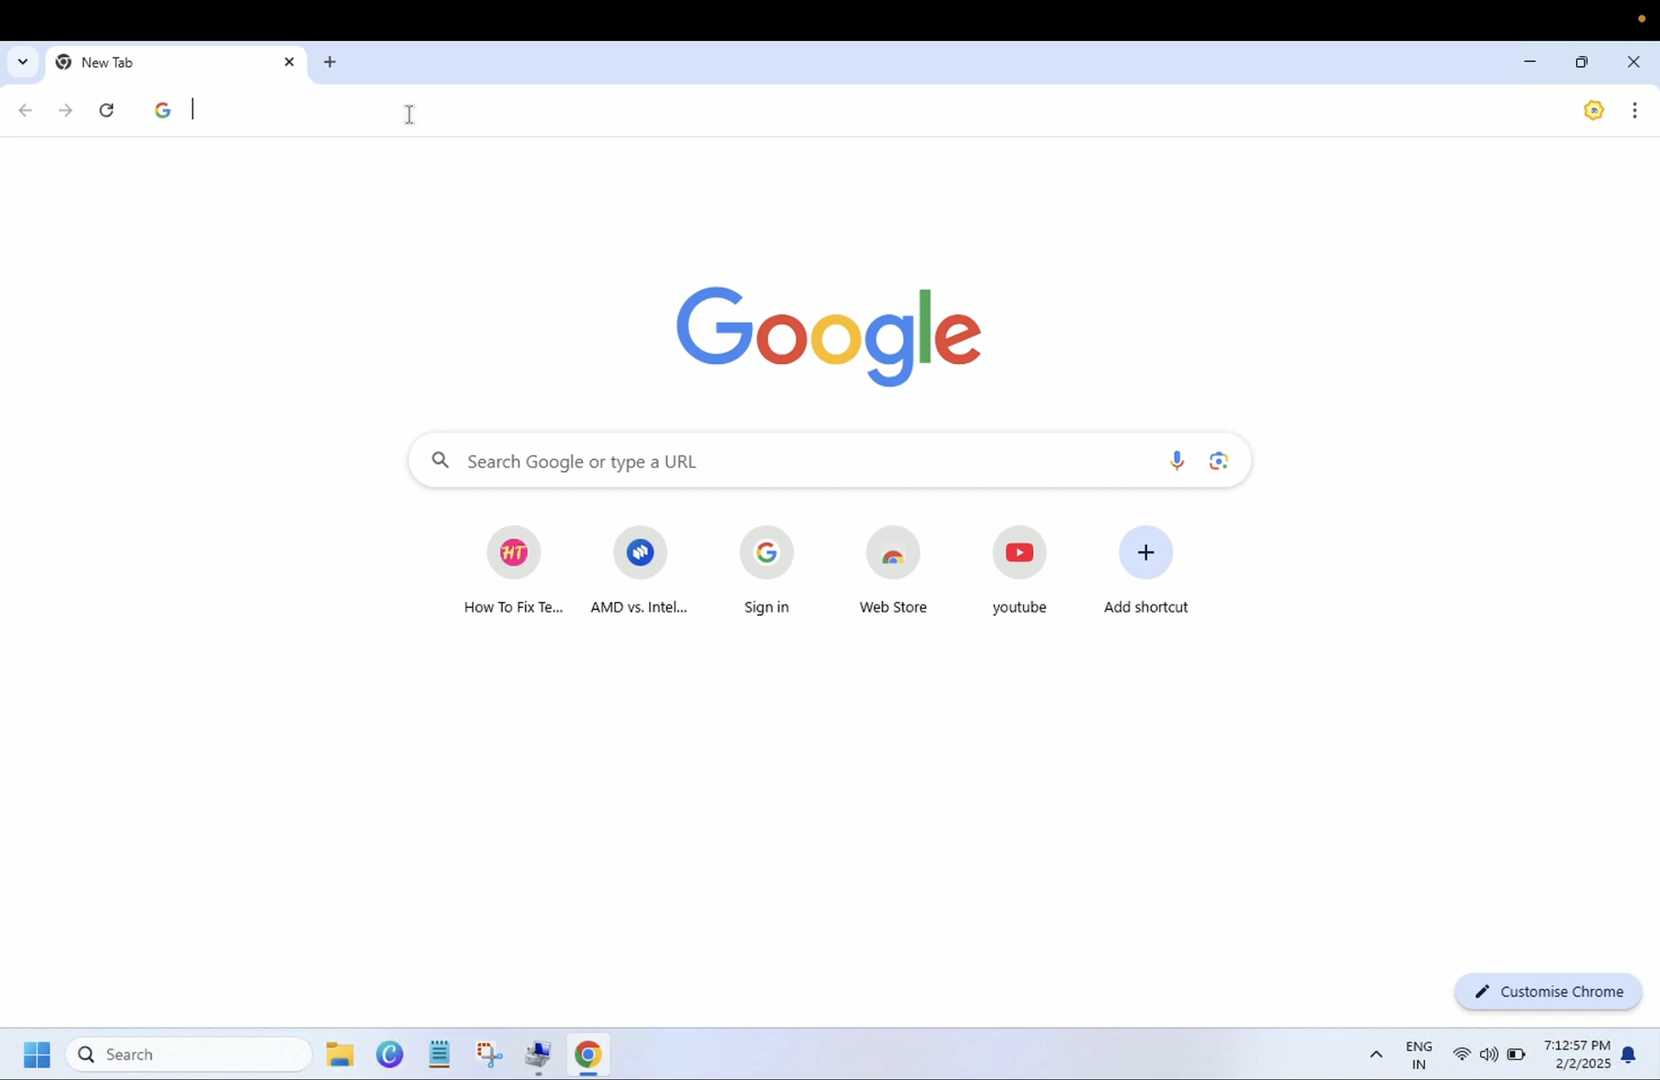 New Tab
Google
Search Google or type a URL
HT
How To Fix Te...
AMD vs. Intel...
Sign in
Web Store
youtube
Add shortcut
Customise Chrome
Search
ENG
IN
7:12:57 PM
2/2/2025